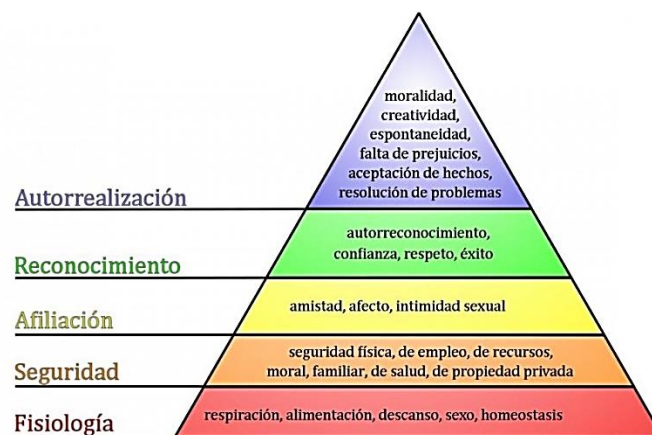 moralidad,
creatividad,
espontaneidad,
falta de prejuicios,
aceptación de hechos,
resolución de problemas
Autorrealización
autorreconocimiento,
confianza, respeto, éxito
Reconocimiento
amistad, afecto, intimidad sexual
Afiliación
seguridad física, de empleo, de recursos,
moral, familiar, de salud, de propiedad privada
Seguridad
respiración, alimentación, descanso, sexo, homeostasis
Fisiología